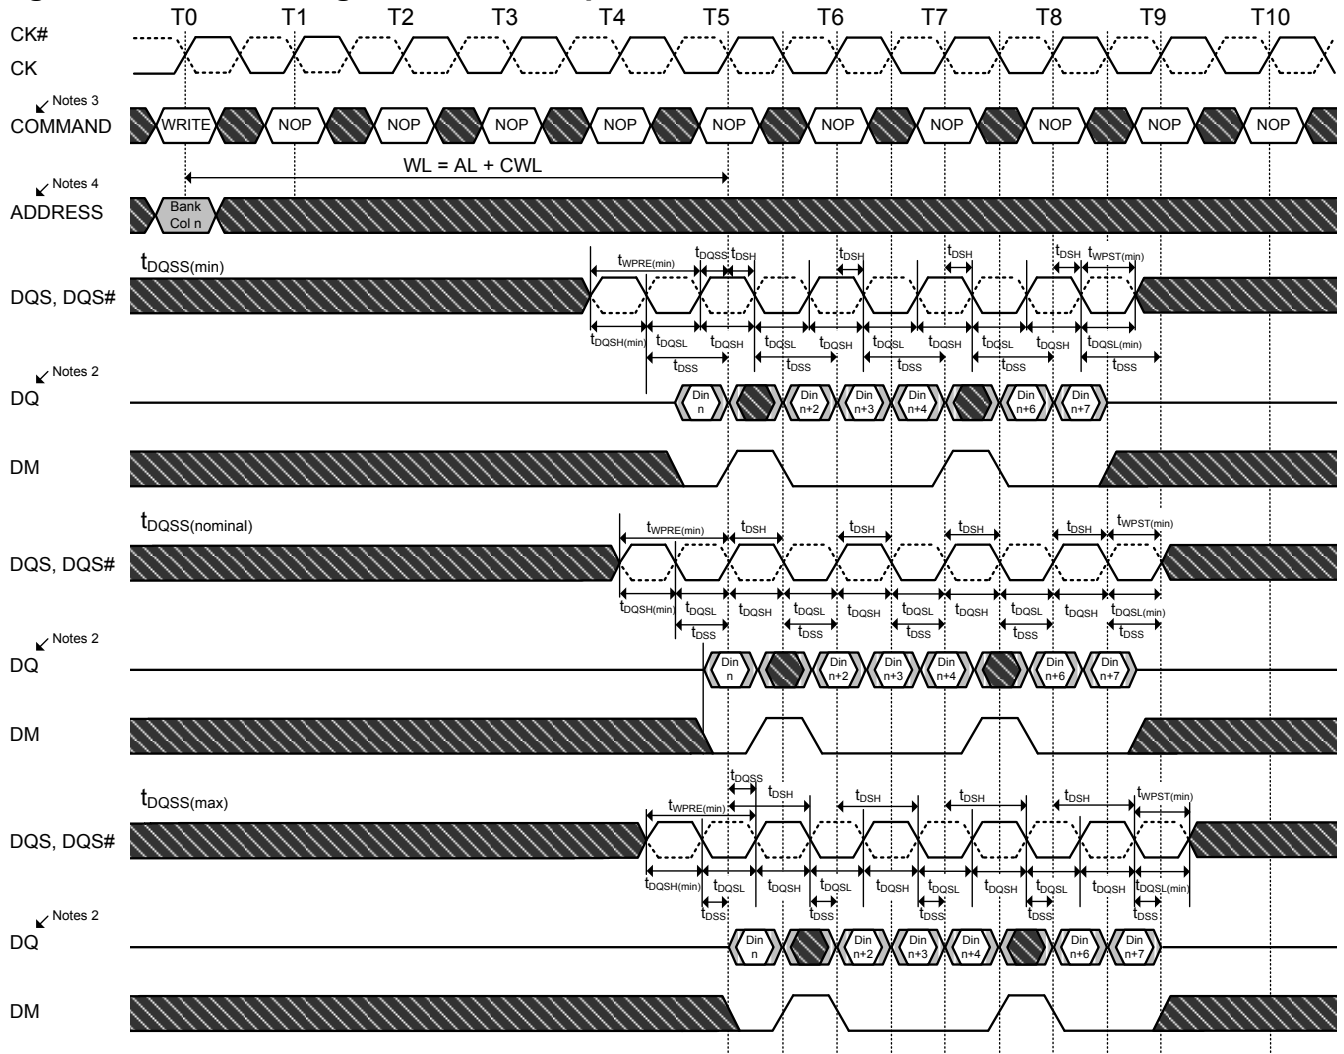 T0 T1 T2 T3 T4 T5 T6 T7 T8 T9 T10
CK#
CK
Notes 3
COMMAND WRITE NOP NOP NOP NOP NOP NOP NOP NOP NOP NOP
WL = AL + CWL
Notes 4
ADDRESS Bank Col n
tDQSS(min) tWPRE(min) tDQSS tDSH tDSH tDSH tDSH tWPST(min)
DQS, DQS#
tDQSH(min) tDQSL tDQSH tDQSL tDQSH tDQSL tDQSH tDQSL tDQSH tDQSL(min)
tDSS tDSS tDSS tDSS tDSS
Notes 2
DQ Din n Din n+2 Din n+3 Din n+4 Din n+6 Din n+7
DM
tDQSS(nominal) tWPRE(min) tDSH tDSH tDSH tDSH tWPST(min)
DQS, DQS#
tDQSH(min) tDQSL tDQSH tDQSL tDQSH tDQSL tDQSH tDQSL tDQSH tDQSL(min)
tDSS tDSS tDSS tDSS tDSS
Notes 2
DQ Din n Din n+2 Din n+3 Din n+4 Din n+6 Din n+7
DM
tDQSS
tDQSS(max) tWPRE(min) tDSH tDSH tDSH tDSH tWPST(min)
DQS, DQS#
tDQSH(min) tDQSL tDQSH tDQSL tDQSH tDQSL tDQSH tDQSL tDQSH tDQSL(min)
tDSS tDSS tDSS tDSS tDSS
Notes 2
DQ Din n Din n+2 Din n+3 Din n+4 Din n+6 Din n+7
DM